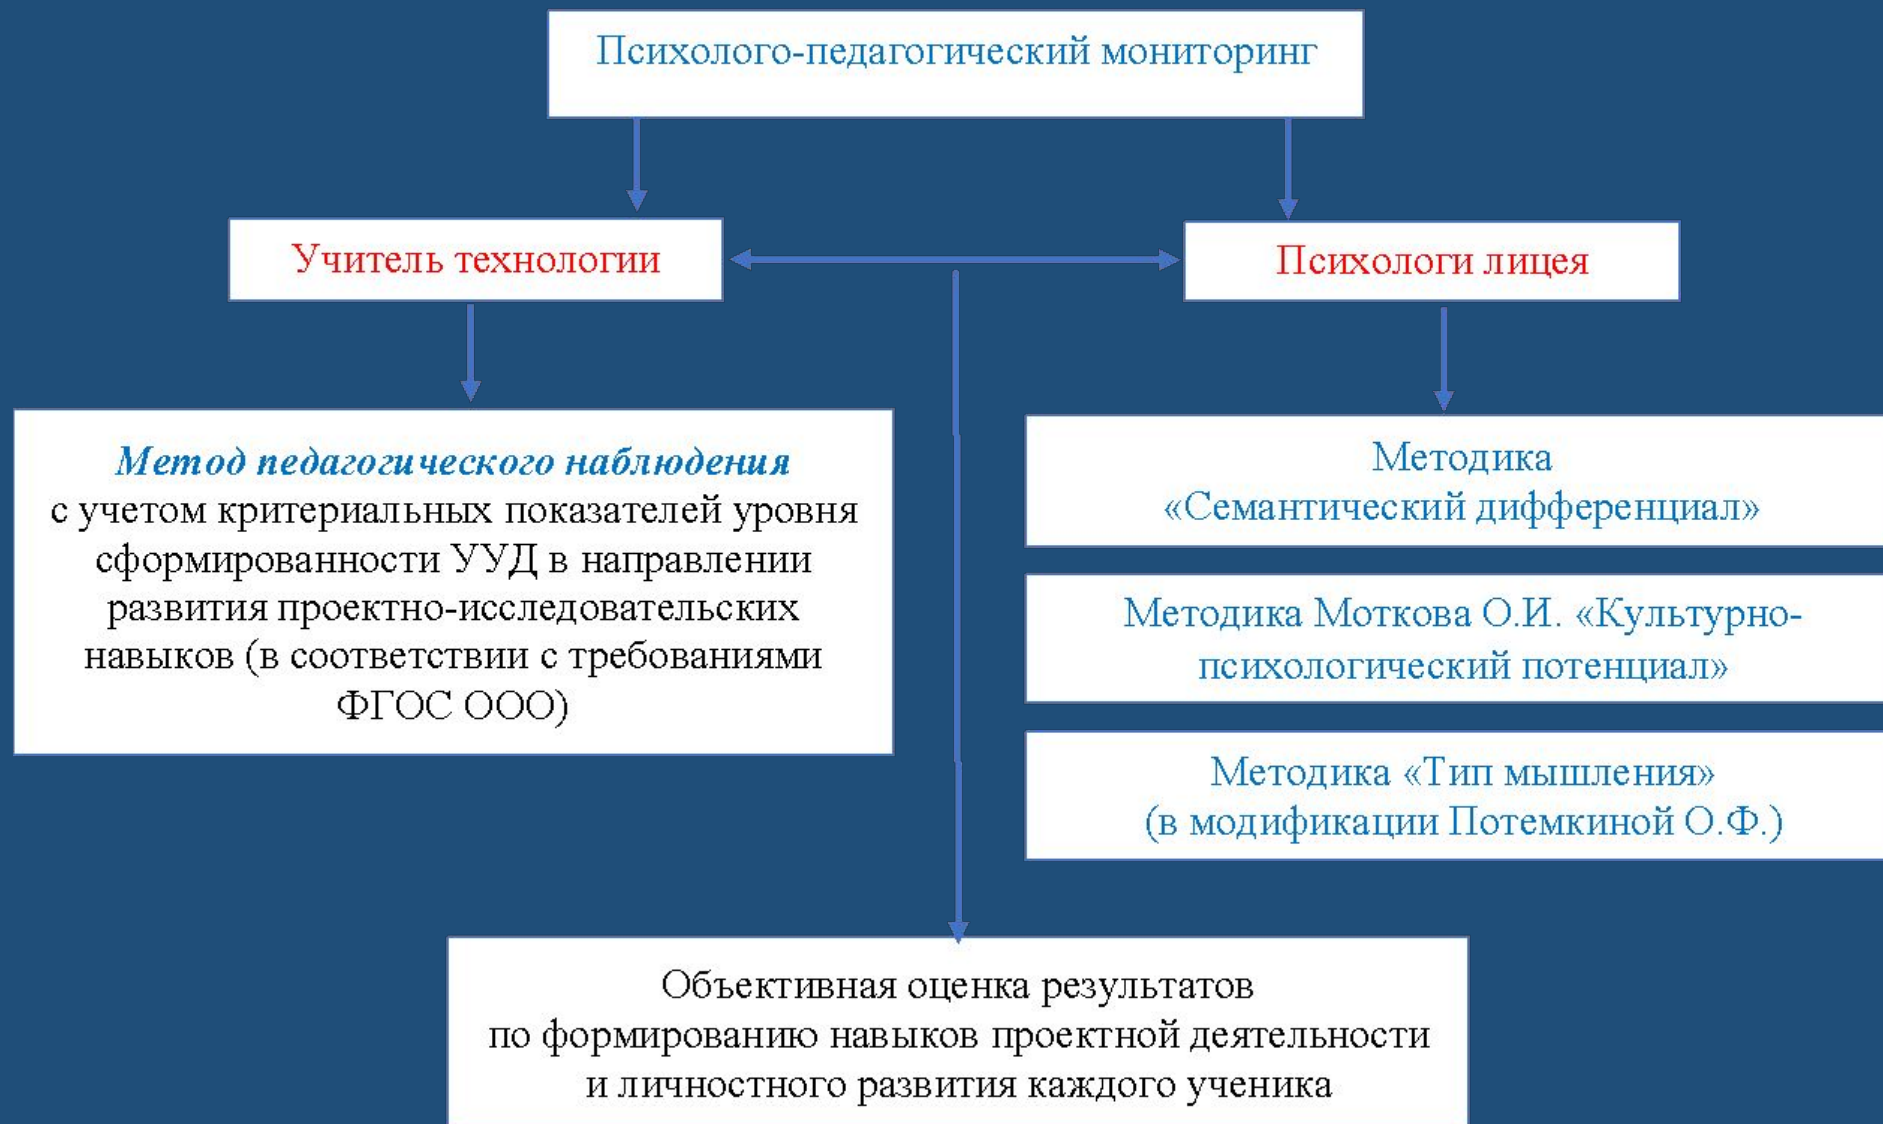 Психолого-педагогический мониторинг
Учитель технологии
Психологи лицея
Метод педагогического наблюдения
с учетом критериальных показателей уровня
сформированности УУД в направлении
развития проектно-исследовательских
навыков (в соответствии с требованиями
ФГОС ООО)
Методика
«Семантический дифференциал»
Методика Моткова О.И. «Культурно-
психологический потенциал»
Методика «Тип мышления»
(в модификации Потемкиной О.Ф.)
Объективная оценка результатов
по формированию навыков проектной деятельности
и личностного развития каждого ученика